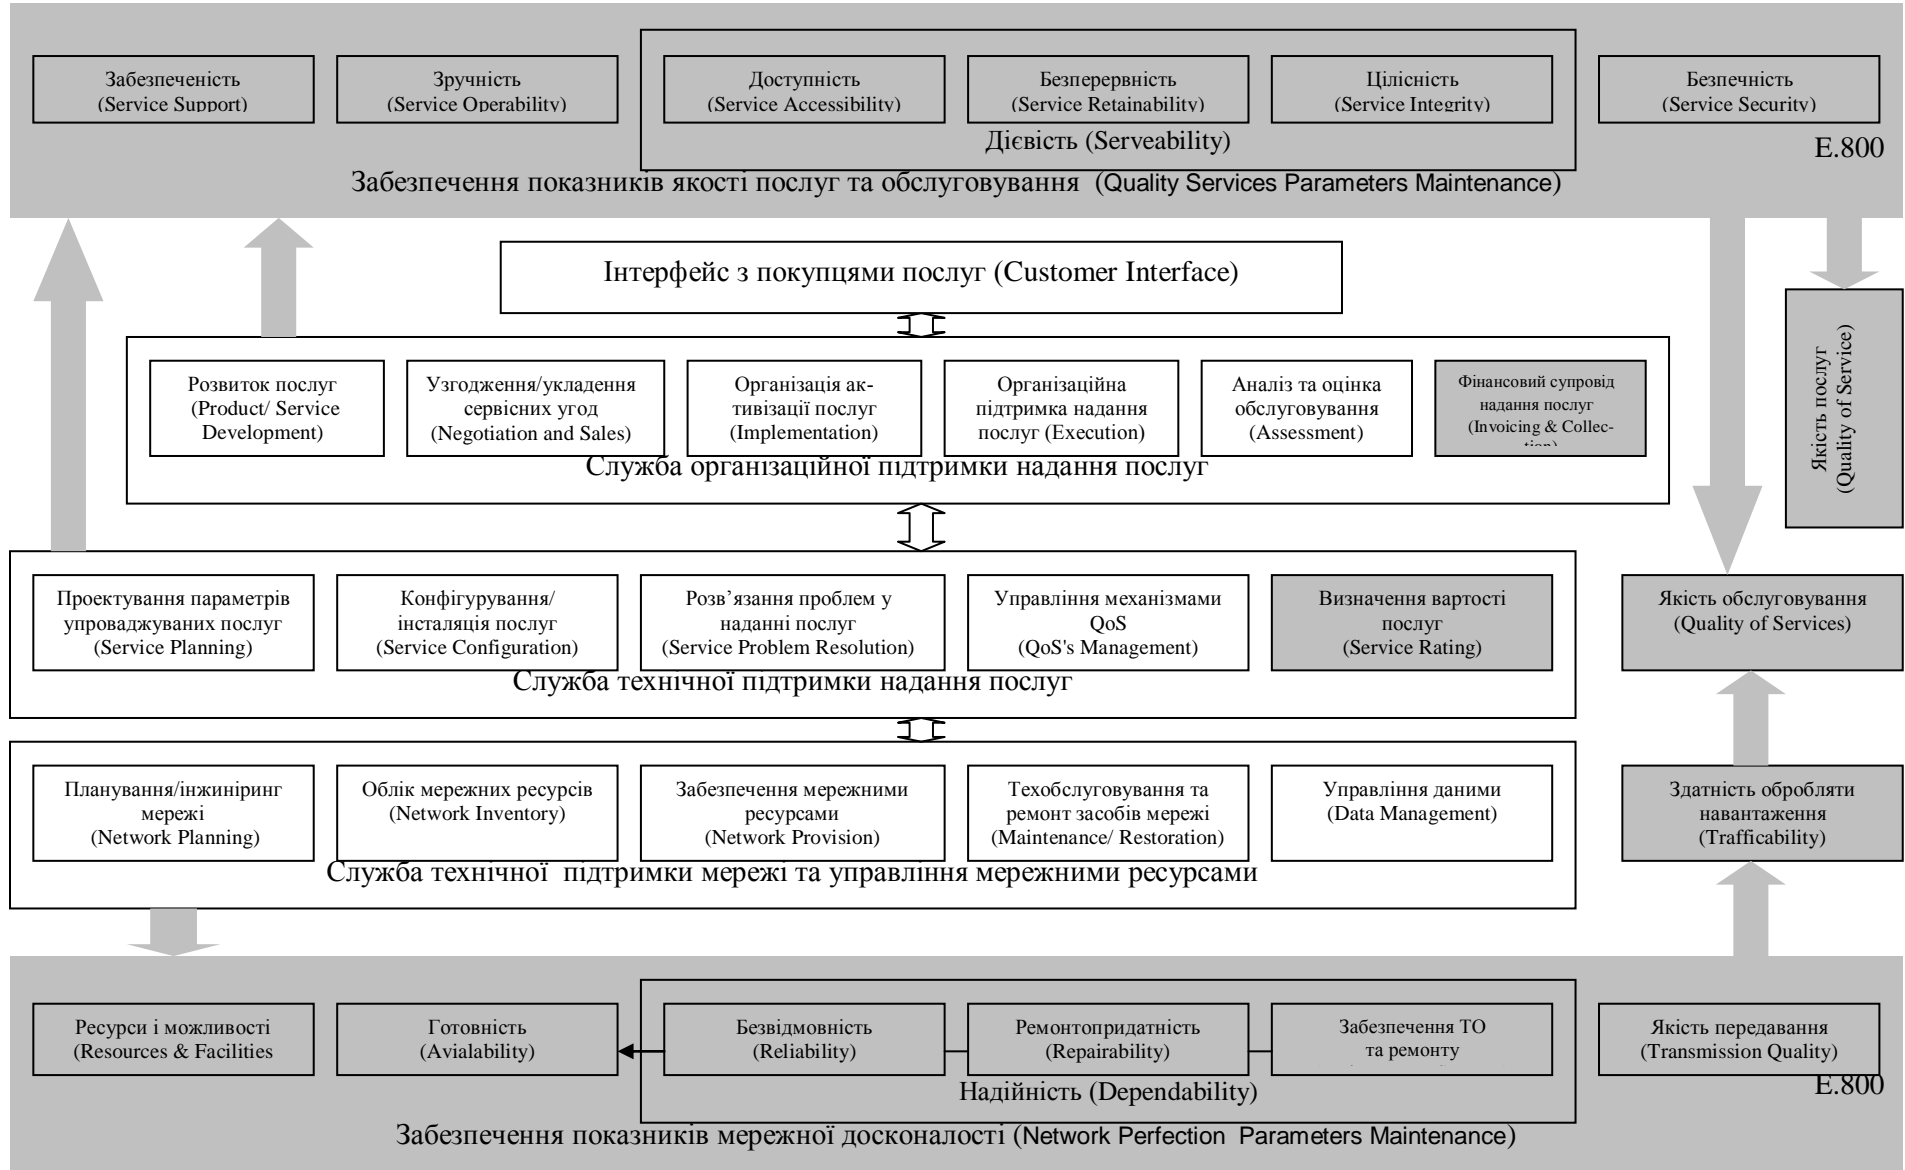 Забезпеченість
(Service Support)
Зручність
(Service Operability)
Доступність
(Service Accessibility)
Безперервність
(Service Retainability)
Цілісність
(Service Integrity)
Безпечність
(Service Security)
Дієвість (Serveability)
Е.800
Забезпечення показників якості послуг та обслуговування (Quality Services Parameters Maintenance)
Інтерфейс з покупцями послуг (Customer Interface)
Якість послуг
(Quality of Service)
Розвиток послуг
(Product/ Service
Development)
Узгодження/укладення
сервісних угод
(Negotiation and Sales)
Організація ак-
тивізації послуг
(Implementation)
Організаційна
підтримка надання
послуг (Execution)
Аналіз та оцінка
обслуговування
(Assessment)
Фінансовий супровід
надання послуг
(Invoicing & Collec-
tion)
Служба організаційної підтримки надання послуг
Проектування параметрів
упроваджуваних послуг
(Service Planning)
Конфігурування/
інсталяція послуг
(Service Configuration)
Розв’язання проблем у
наданні послуг
(Service Problem Resolution)
Управління механізмами
QoS
(QoS's Management)
Визначення вартості
послуг
(Service Rating)
Якість обслуговування
(Quality of Services)
Служба технічної підтримки надання послуг
Планування/інжиніринг
мережі
(Network Planning)
Облік мережних ресурсів
(Network Inventory)
Забезпечення мережними
ресурсами
(Network Provision)
Техобслуговування та
ремонт засобів мережі
(Maintenance/ Restoration)
Управління даними
(Data Management)
Здатність обробляти
навантаження
(Trafficability)
Служба технічної підтримки мережі та управління мережними ресурсами
Ресурси і можливості
(Resources & Facilities
Готовність
(Avialability)
Безвідмовність
(Reliability)
Ремонтопридатність
(Repairability)
Забезпечення ТО
та ремонту
Якість передавання
(Transmission Quality)
Надійність (Dependability)
Е.800
Забезпечення показників мережної досконалості (Network Perfection Parameters Maintenance)